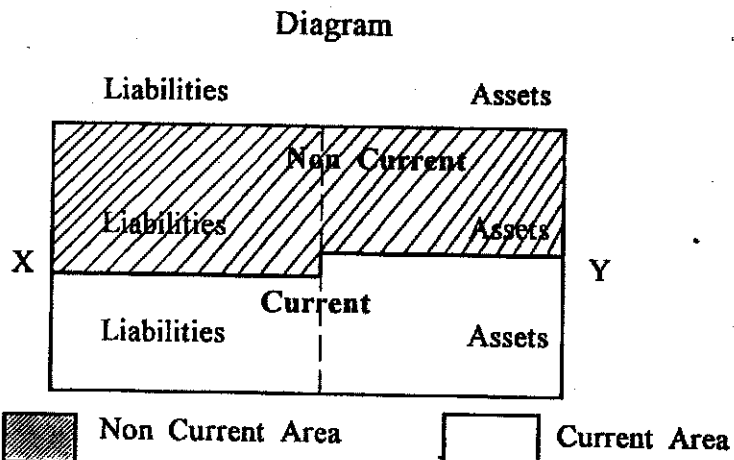 Diagram
Liabilities Assets
Non Current
Liabilities Assets
X Y
Current
Liabilities Assets
Non Current Area Current Area